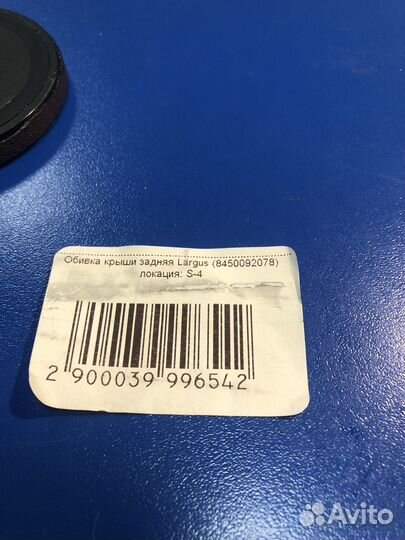 Обивка крыши задняя Largus (8450092078)
локация: S-4
2 900039 996542
Avito